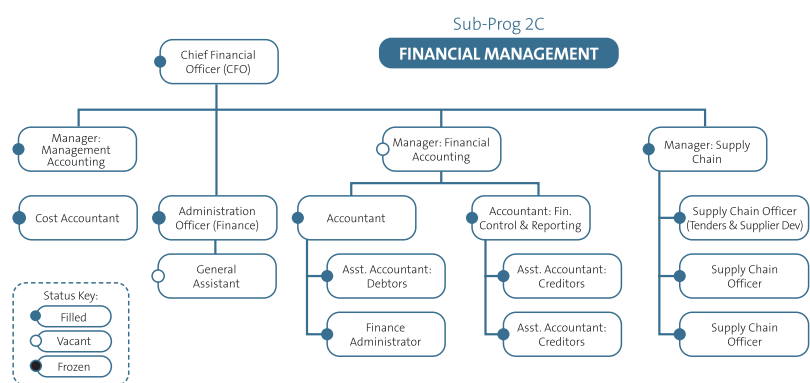 Sub-Prog 2C
FINANCIAL MANAGEMENT
Chief Financial
Officer (CFO)
Manager:
Management
Accounting
Manager: Financial
Accounting
Manager: Supply
Chain
Cost Accountant
Administration
Officer (Finance)
Accountant
Accountant: Fin.
Control & Reporting
Supply Chain Officer
(Tenders & Supplier Dev)
General
Assistant
Asst. Accountant:
Debtors
Asst. Accountant:
Creditors
Supply Chain
Officer
Finance
Administrator
Asst. Accountant:
Creditors
Supply Chain
Officer
Status Key:
Filled
Vacant
Frozen